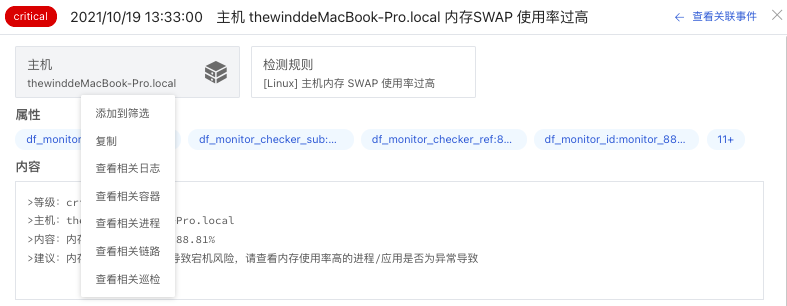 critical 2021/10/19 13:33:00 主机 thewinddeMacBook-Pro.local 内存SWAP 使用率过高 ← 查看关联事件
主机
thewinddeMacBook-Pro.local
检测规则
[Linux] 主机内存 SWAP 使用率过高
添加到筛选
复制
查看相关日志
查看相关容器
查看相关进程
查看相关链路
查看相关巡检
属性
df_monitor_ df_monitor_checker_sub:... df_monitor_checker_ref:8... df_monitor_id:monitor_88... 11+
内容
>等级: cr
>主机: the Pro.local
>内容: 内存 88.81%
>建议: 内存 导致宕机风险，请查看内存使用率高的进程/应用是否为异常导致